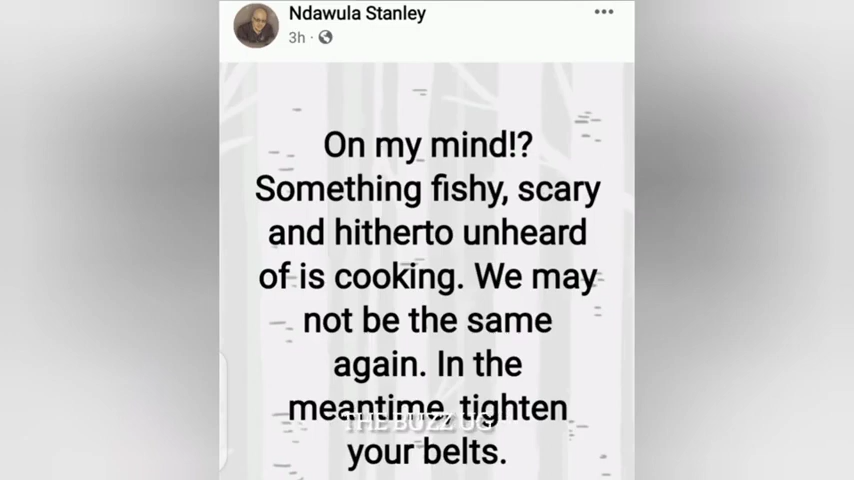 Ndawula Stanley
3h ·
On my mind!?
Something fishy, scary
and hitherto unheard
of is cooking. We may
not be the same
again. In the
meantime, tighten
THE BUZZ UG
your belts.